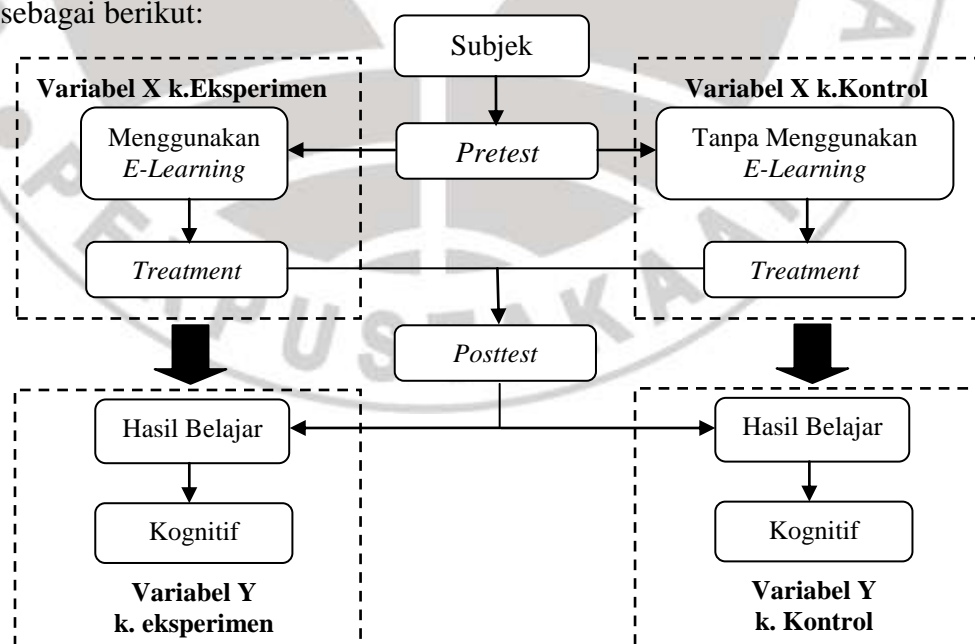 sebagai berikut:
Subjek
Variabel X k.Eksperimen
Variabel X k.Kontrol
Menggunakan
E-Learning
Pretest
Tanpa Menggunakan
E-Learning
Treatment
Treatment
Posttest
Hasil Belajar
Hasil Belajar
Kognitif
Kognitif
Variabel Y
k. eksperimen
Variabel Y
k. Kontrol
PERPUSTAKAA